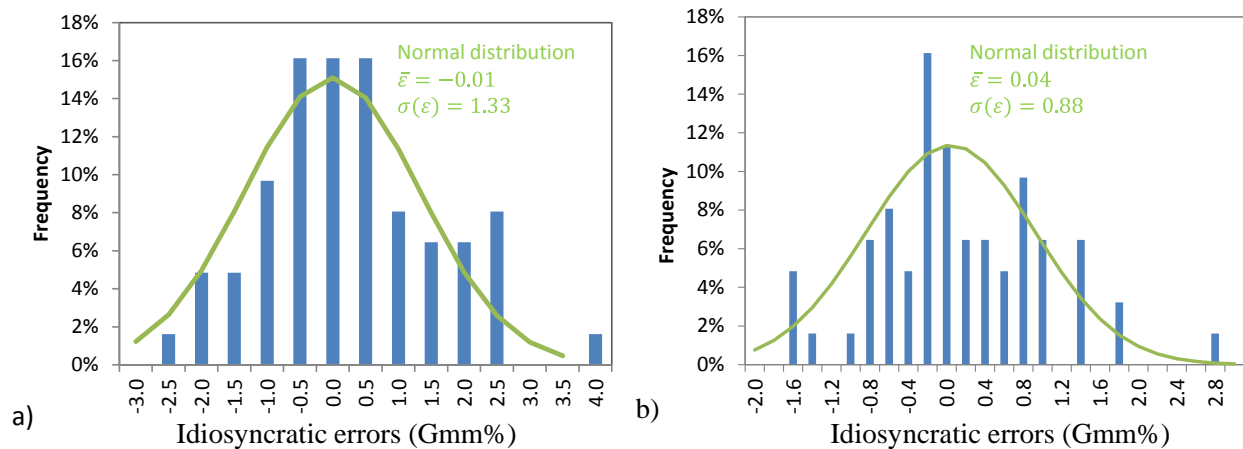 18%
16%
14%
12%
10%
8%
6%
4%
2%
0%
Frequency
Normal distribution
ε̄ = −0.01
σ(ε) = 1.33
-3.0 -2.5 -2.0 -1.5 -1.0 -0.5 0.0 0.5 1.0 1.5 2.0 2.5 3.0 3.5 4.0
a)
Idiosyncratic errors (Gmm%)
18%
16%
14%
12%
10%
8%
6%
4%
2%
0%
Frequency
Normal distribution
ε̄ = 0.04
σ(ε) = 0.88
-2.0 -1.6 -1.2 -0.8 -0.4 0.0 0.4 0.8 1.2 1.6 2.0 2.4 2.8
b)
Idiosyncratic errors (Gmm%)